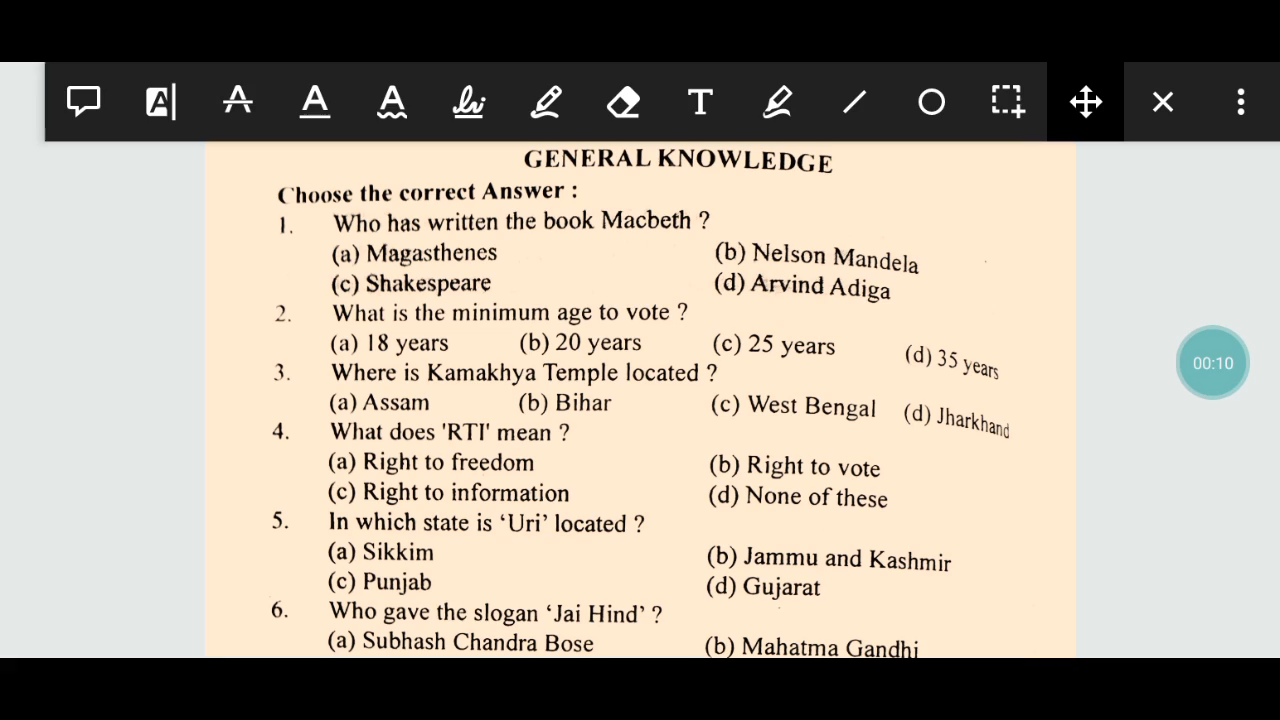 GENERAL KNOWLEDGE
Choose the correct Answer :
1. Who has written the book Macbeth ?
(a) Magasthenes (b) Nelson Mandela
(c) Shakespeare (d) Arvind Adiga
2. What is the minimum age to vote ?
(a) 18 years (b) 20 years (c) 25 years (d) 35 years
3. Where is Kamakhya Temple located ?
(a) Assam (b) Bihar (c) West Bengal (d) Jharkhand
4. What does 'RTI' mean ?
(a) Right to freedom (b) Right to vote
(c) Right to information (d) None of these
5. In which state is ‘Uri’ located ?
(a) Sikkim (b) Jammu and Kashmir
(c) Punjab (d) Gujarat
6. Who gave the slogan ‘Jai Hind’ ?
(a) Subhash Chandra Bose (b) Mahatma Gandhi
00:10